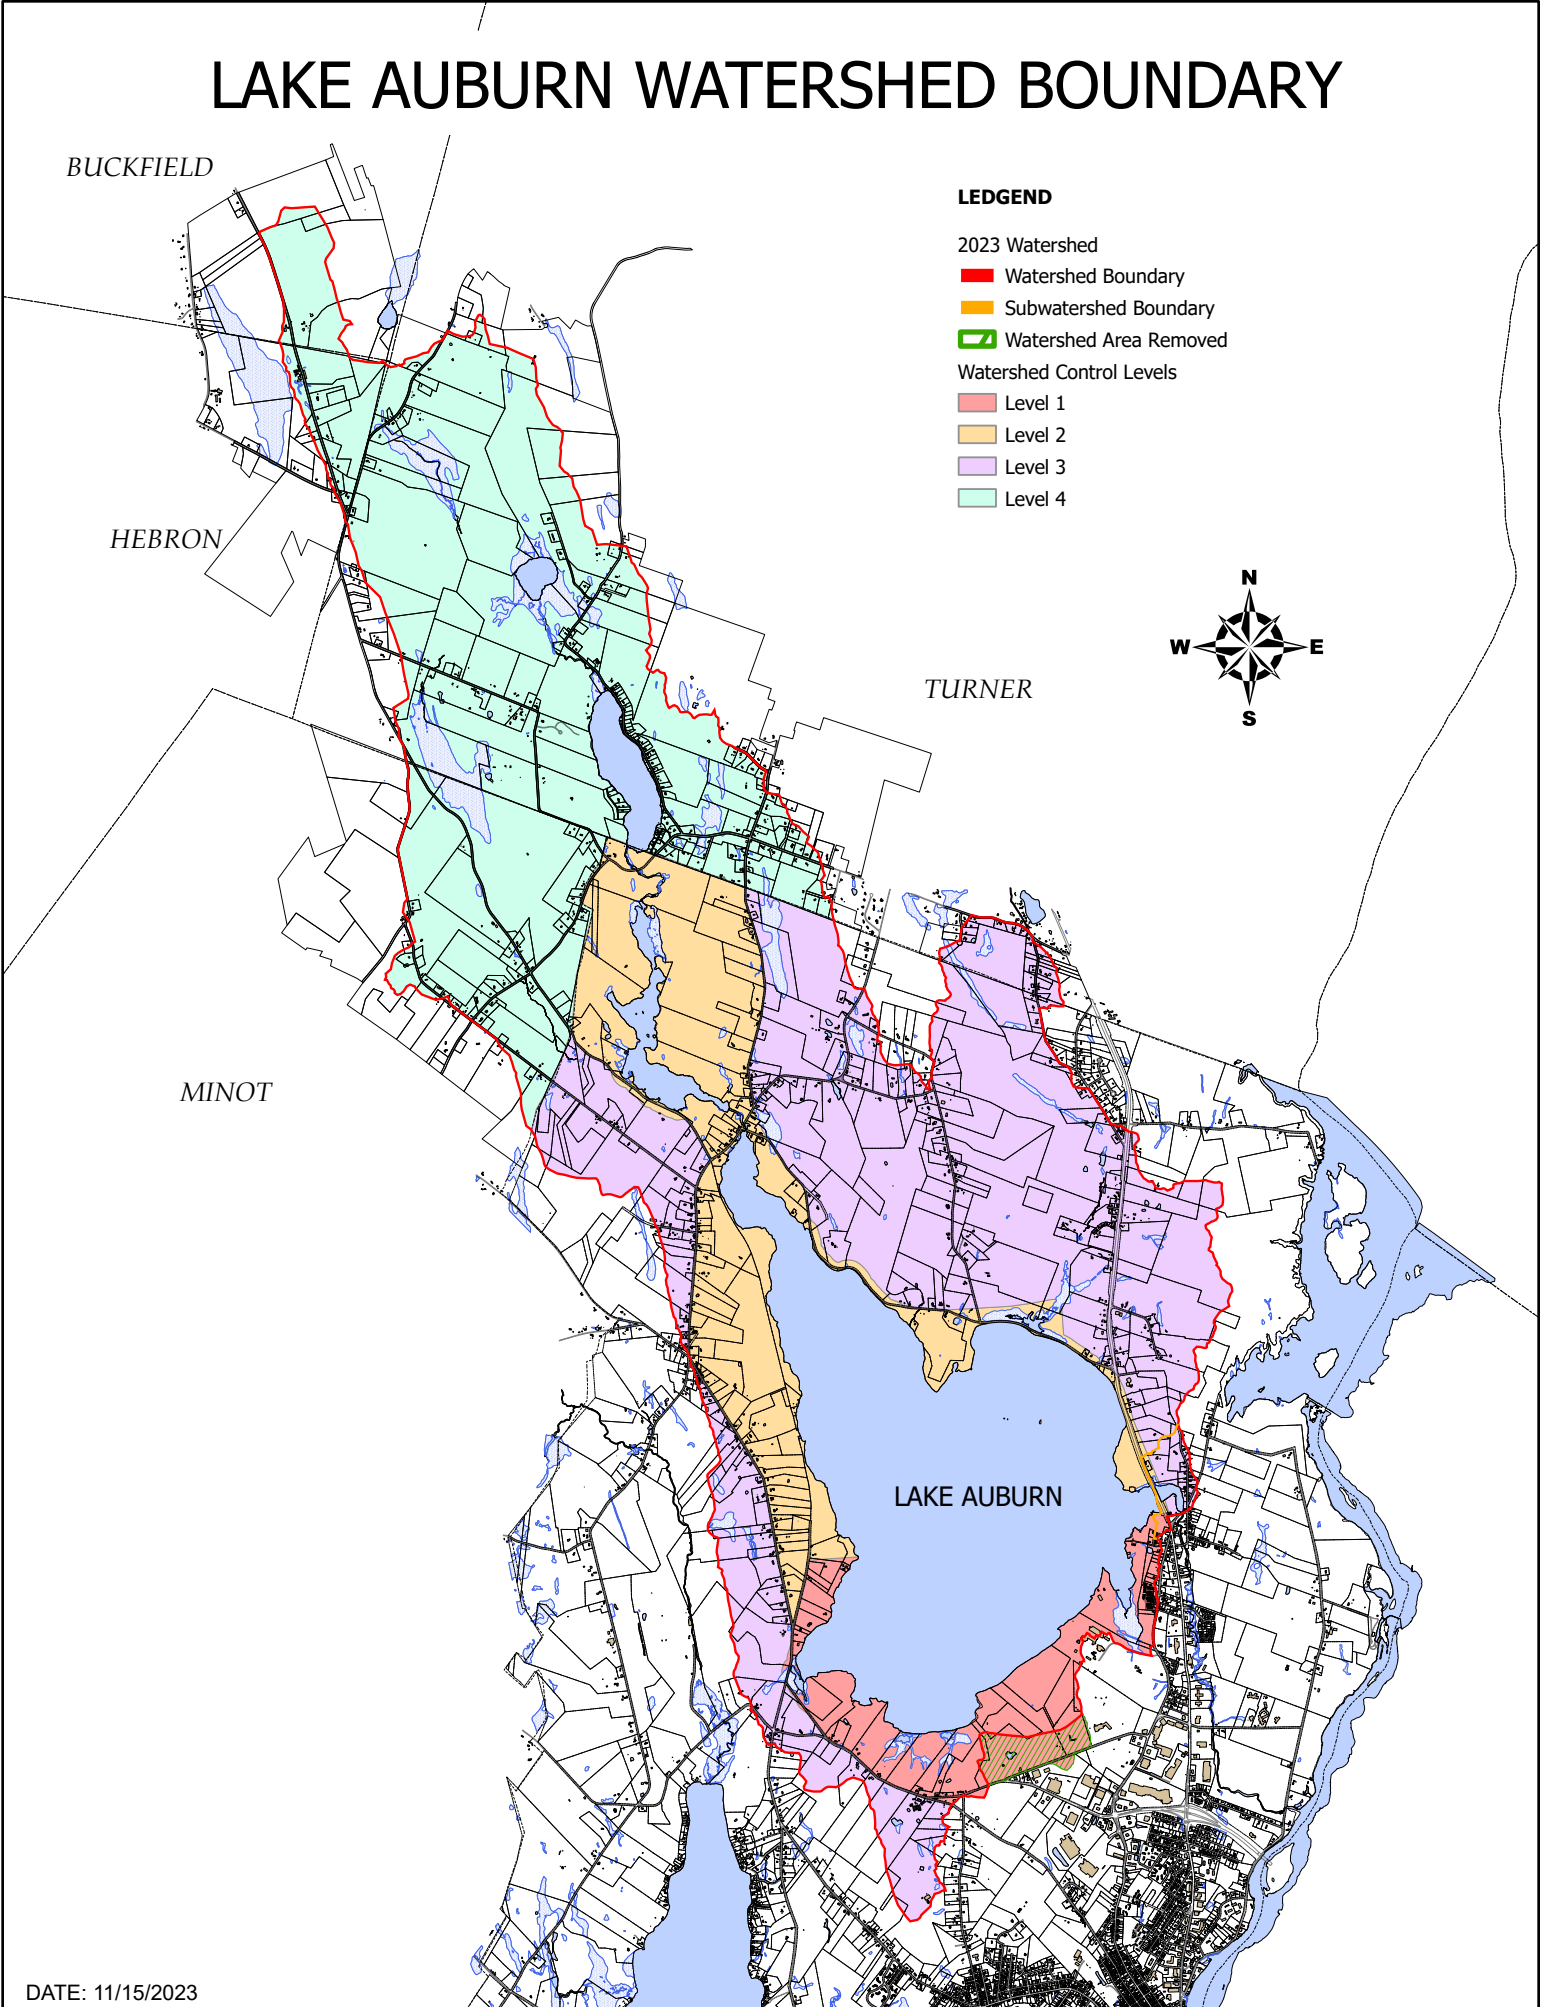 LAKE AUBURN WATERSHED BOUNDARY
BUCKFIELD
LEDGEND
2023 Watershed
Watershed Boundary
Subwatershed Boundary
Watershed Area Removed
Watershed Control Levels
Level 1
Level 2
Level 3
Level 4
HEBRON
N
W E
S
TURNER
MINOT
LAKE AUBURN
DATE: 11/15/2023